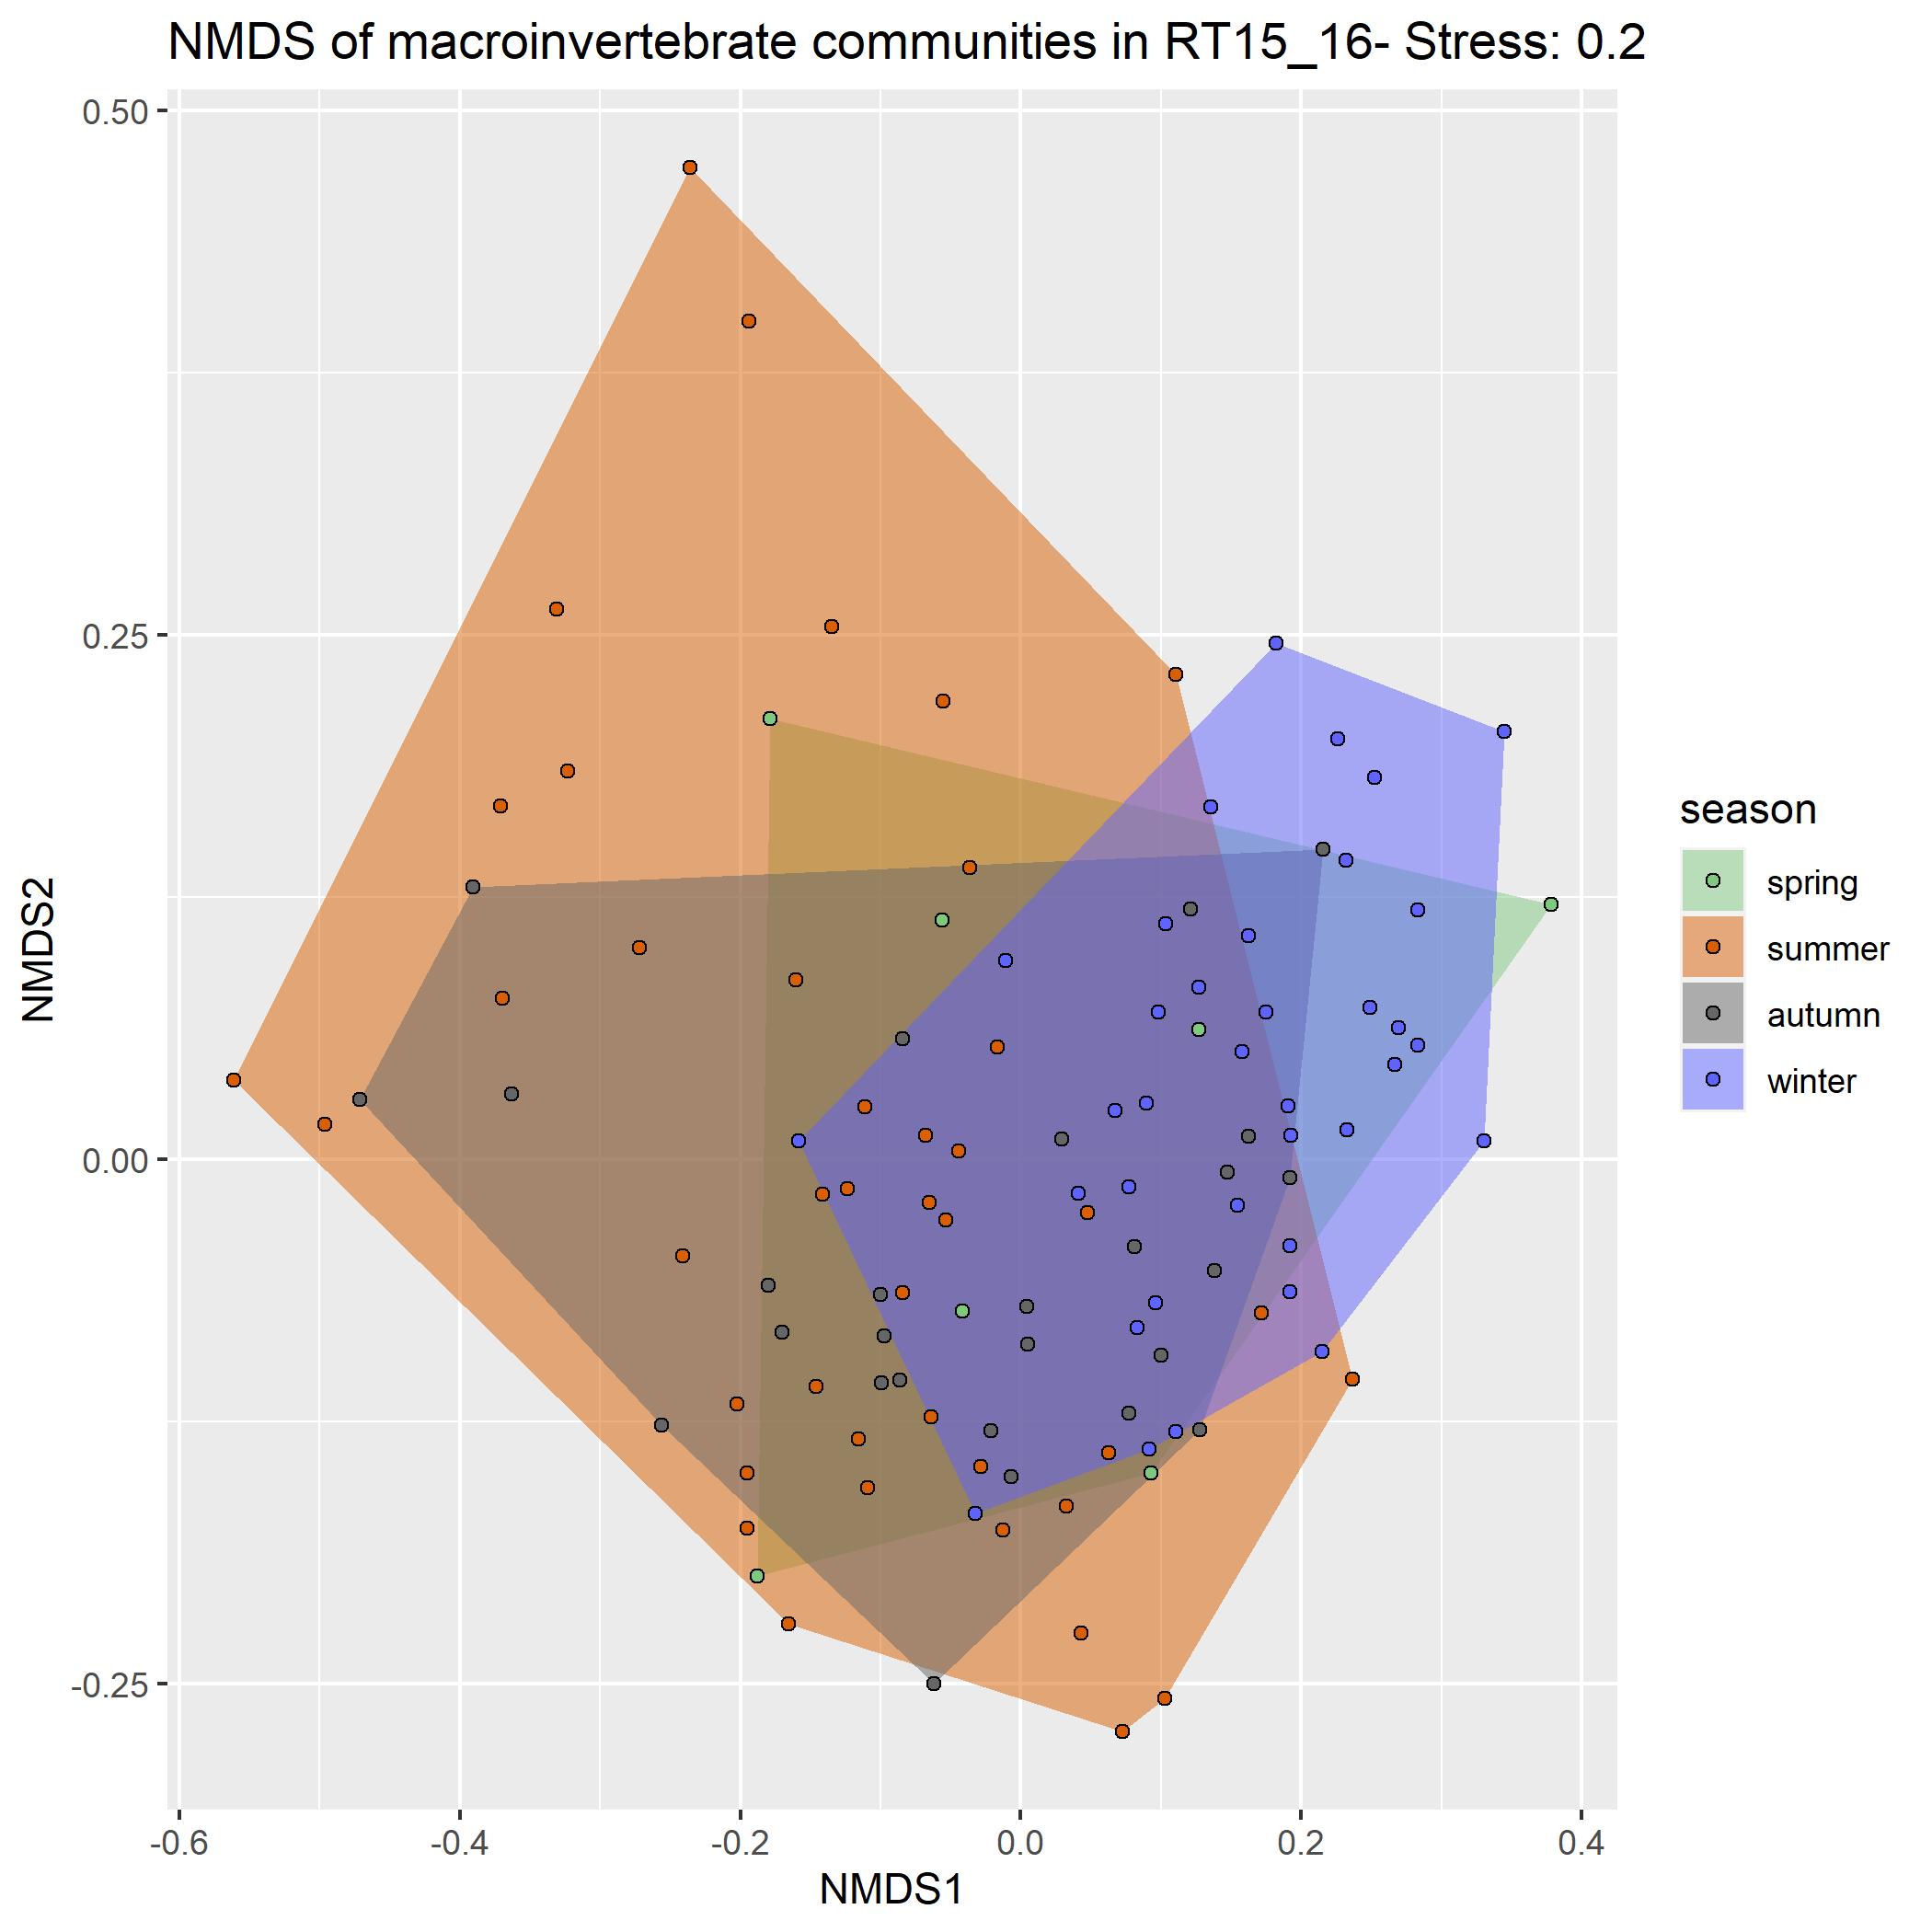 NMDS of macroinvertebrate communities in RT15_16- Stress: 0.2
0.50
0.25
0.00
-0.25
NMDS2
-0.6 -0.4 -0.2 0.0 0.2 0.4
NMDS1
season
spring
summer
autumn
winter